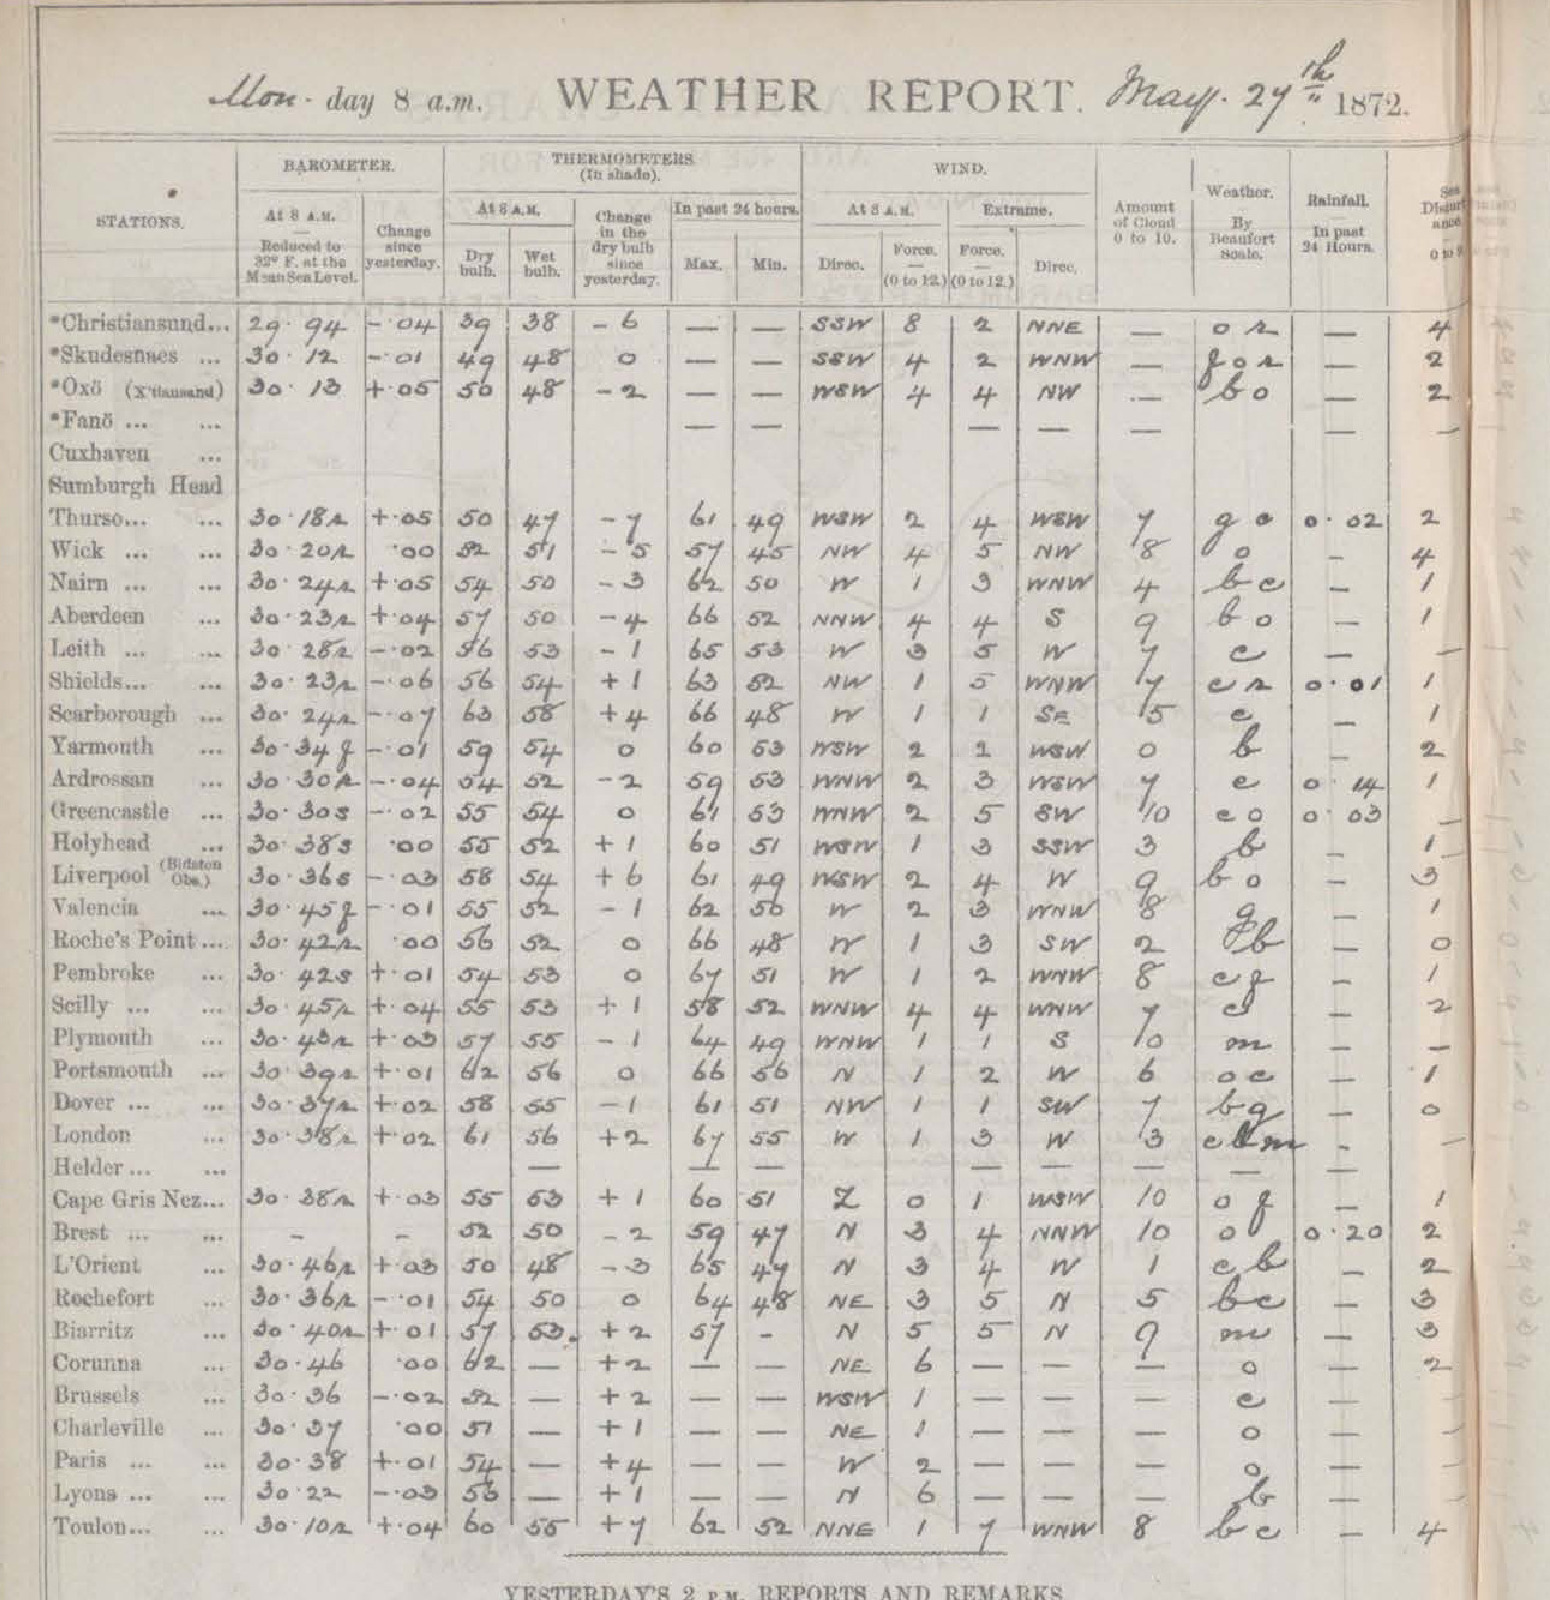 Mon. day 8 a.m. WEATHER REPORT. May. 27th 1872.
BAROMETER. THERMOMETERS (In shade). WIND.
STATIONS. At 8 A.M. — Reduced to 32° F. at the Mean Sea Level. Change since yesterday. At 8 A.M. Dry bulb. Wet bulb. Change in the dry bulb since yesterday. In past 24 hours. Max. Min. At 8 A.M. Direc. Force. — (0 to 12.) Extreme. Force. — (0 to 12.) Direc. Amount of Cloud 0 to 10. Weather. By Beaufort Scale. Rainfall. In past 24 Hours.
*Christiansund... 29.94 -.04 39 38 -6 — — SSW 8 2 NNE — o r — 4
*Skudesnaes ... 30.12 -.01 49 48 0 — — SSW 4 2 WNW — g o r — 2
*Oxö (X'tiansand) 30.13 +.05 50 48 -2 — — WSW 4 4 NW — b o — 2
*Fanö ... ... — — — — — — —
Cuxhaven ...
Sumburgh Head
Thurso... ... 30.18r +.05 50 47 -7 61 49 WSW 2 4 WSW 7 g o 0.02 2
Wick ... ... 30.20r .00 52 51 -5 57 45 NW 4 5 NW 8 o — 4
Nairn ... ... 30.24r +.05 54 50 -3 62 50 W 1 3 WNW 4 b c — 1
Aberdeen ... 30.23r +.04 57 50 -4 66 52 NNW 4 4 S 9 b o — 1
Leith ... ... 30.28r -.02 56 53 -1 65 53 W 3 5 W 7 c — —
Shields... ... 30.23r -.06 56 54 +1 63 52 NW 1 5 WNW 7 c r 0.01 1
Scarborough ... 30.24r -.07 63 58 +4 66 48 W 1 1 SE 5 c — 1
Yarmouth ... 30.34f -.01 59 54 0 60 53 WSW 2 2 WSW 0 b — 2
Ardrossan ... 30.30r -.04 54 52 -2 59 53 WNW 2 3 WSW 7 c 0.14 1
Greencastle ... 30.30s -.02 55 54 0 61 53 WNW 2 5 SW 10 c o 0.03 —
Holyhead ... 30.38s .00 55 52 +1 60 51 WSW 1 3 SSW 3 b — 1
Liverpool (Bidston Obs.) 30.36s -.03 58 54 +6 61 49 WSW 2 4 W 9 b o — 3
Valencia ... 30.45f -.01 55 52 -1 62 50 W 2 3 WNW 8 g — 1
Roche's Point... 30.42r .00 56 52 0 66 48 W 1 3 SW 2 b — 0
Pembroke ... 30.42s +.01 54 53 0 67 51 W 1 2 WNW 8 c f — 1
Scilly ... ... 30.45r +.04 55 53 +1 58 52 WNW 4 4 WNW 7 c — 2
Plymouth ... 30.43r +.03 57 55 -1 64 49 WNW 1 1 S 10 m — —
Portsmouth ... 30.39r +.01 62 56 0 66 56 N 1 2 W 6 o c — 1
Dover ... ... 30.37r +.02 58 55 -1 61 51 NW 1 1 SW 7 b g — 0
London ... 30.38r +.02 61 56 +2 67 55 W 1 3 W 3 c m - —
Helder ... ... — — — — — — — —
Cape Gris Nez... 30.38r +.03 55 53 +1 60 51 Z 0 1 WSW 10 o f — 1
Brest ... ... - - 52 50 -2 59 47 N 3 4 NNW 10 o 0.20 2
L'Orient ... 30.46r +.03 50 48 -3 65 47 N 3 4 W 1 c b — 2
Rochefort ... 30.36r -.01 54 50 0 64 48 NE 3 5 N 5 b c — 3
Biarritz ... 30.40r +.01 57 53. +2 57 - N 5 5 N 9 m — 3
Corunna ... 30.46 .00 62 — +2 — — NE 6 — — — o — 2
Brussels ... 30.36 -.02 52 — +2 — — WSW 1 — — — c — —
Charleville ... 30.37 .00 51 — +1 — — NE 1 — — — o — —
Paris ... ... 30.38 +.01 54 — +4 — — W 2 — — — o — —
Lyons ... ... 30.22 -.03 53 — +1 — — N 6 — — — b — —
Toulon... ... 30.10r +.04 60 55 +7 62 52 NNE 1 7 WNW 8 b c — 4
YESTERDAY'S 2 P.M. REPORTS AND REMARKS